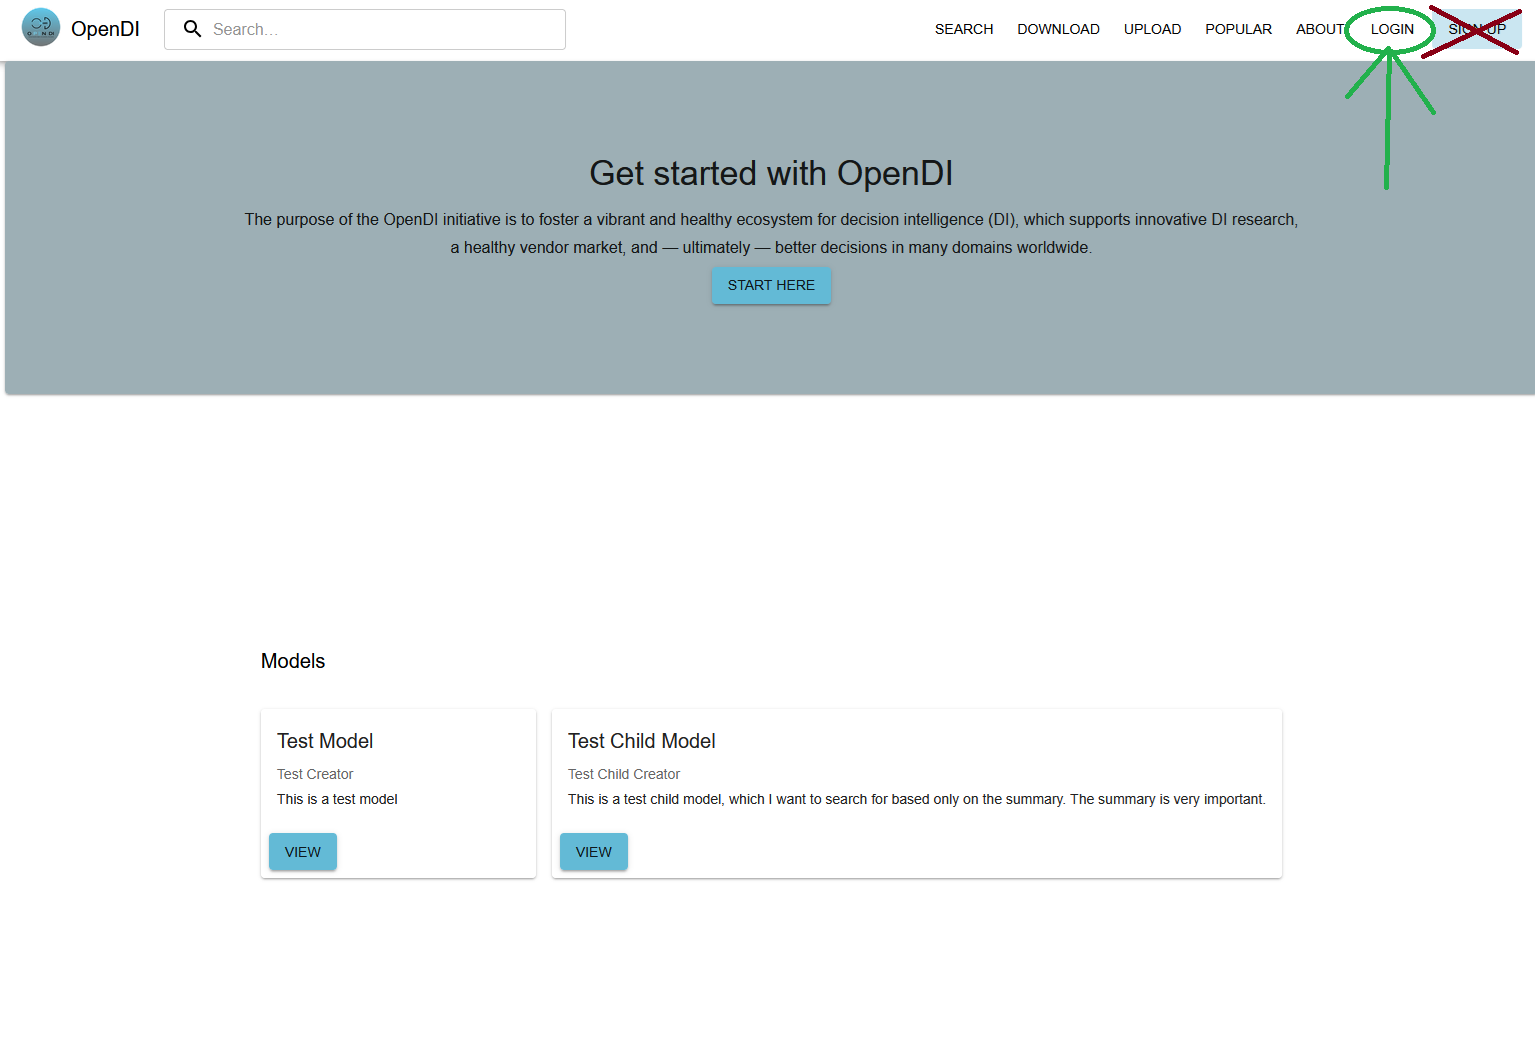 OpenDI
Search...
SEARCH DOWNLOAD UPLOAD POPULAR ABOUT LOGIN SIGN UP
Get started with OpenDI
The purpose of the OpenDI initiative is to foster a vibrant and healthy ecosystem for decision intelligence (DI), which supports innovative DI research,
a healthy vendor market, and — ultimately — better decisions in many domains worldwide.
START HERE
Models
Test Model
Test Creator
This is a test model
VIEW
Test Child Model
Test Child Creator
This is a test child model, which I want to search for based only on the summary. The summary is very important.
VIEW